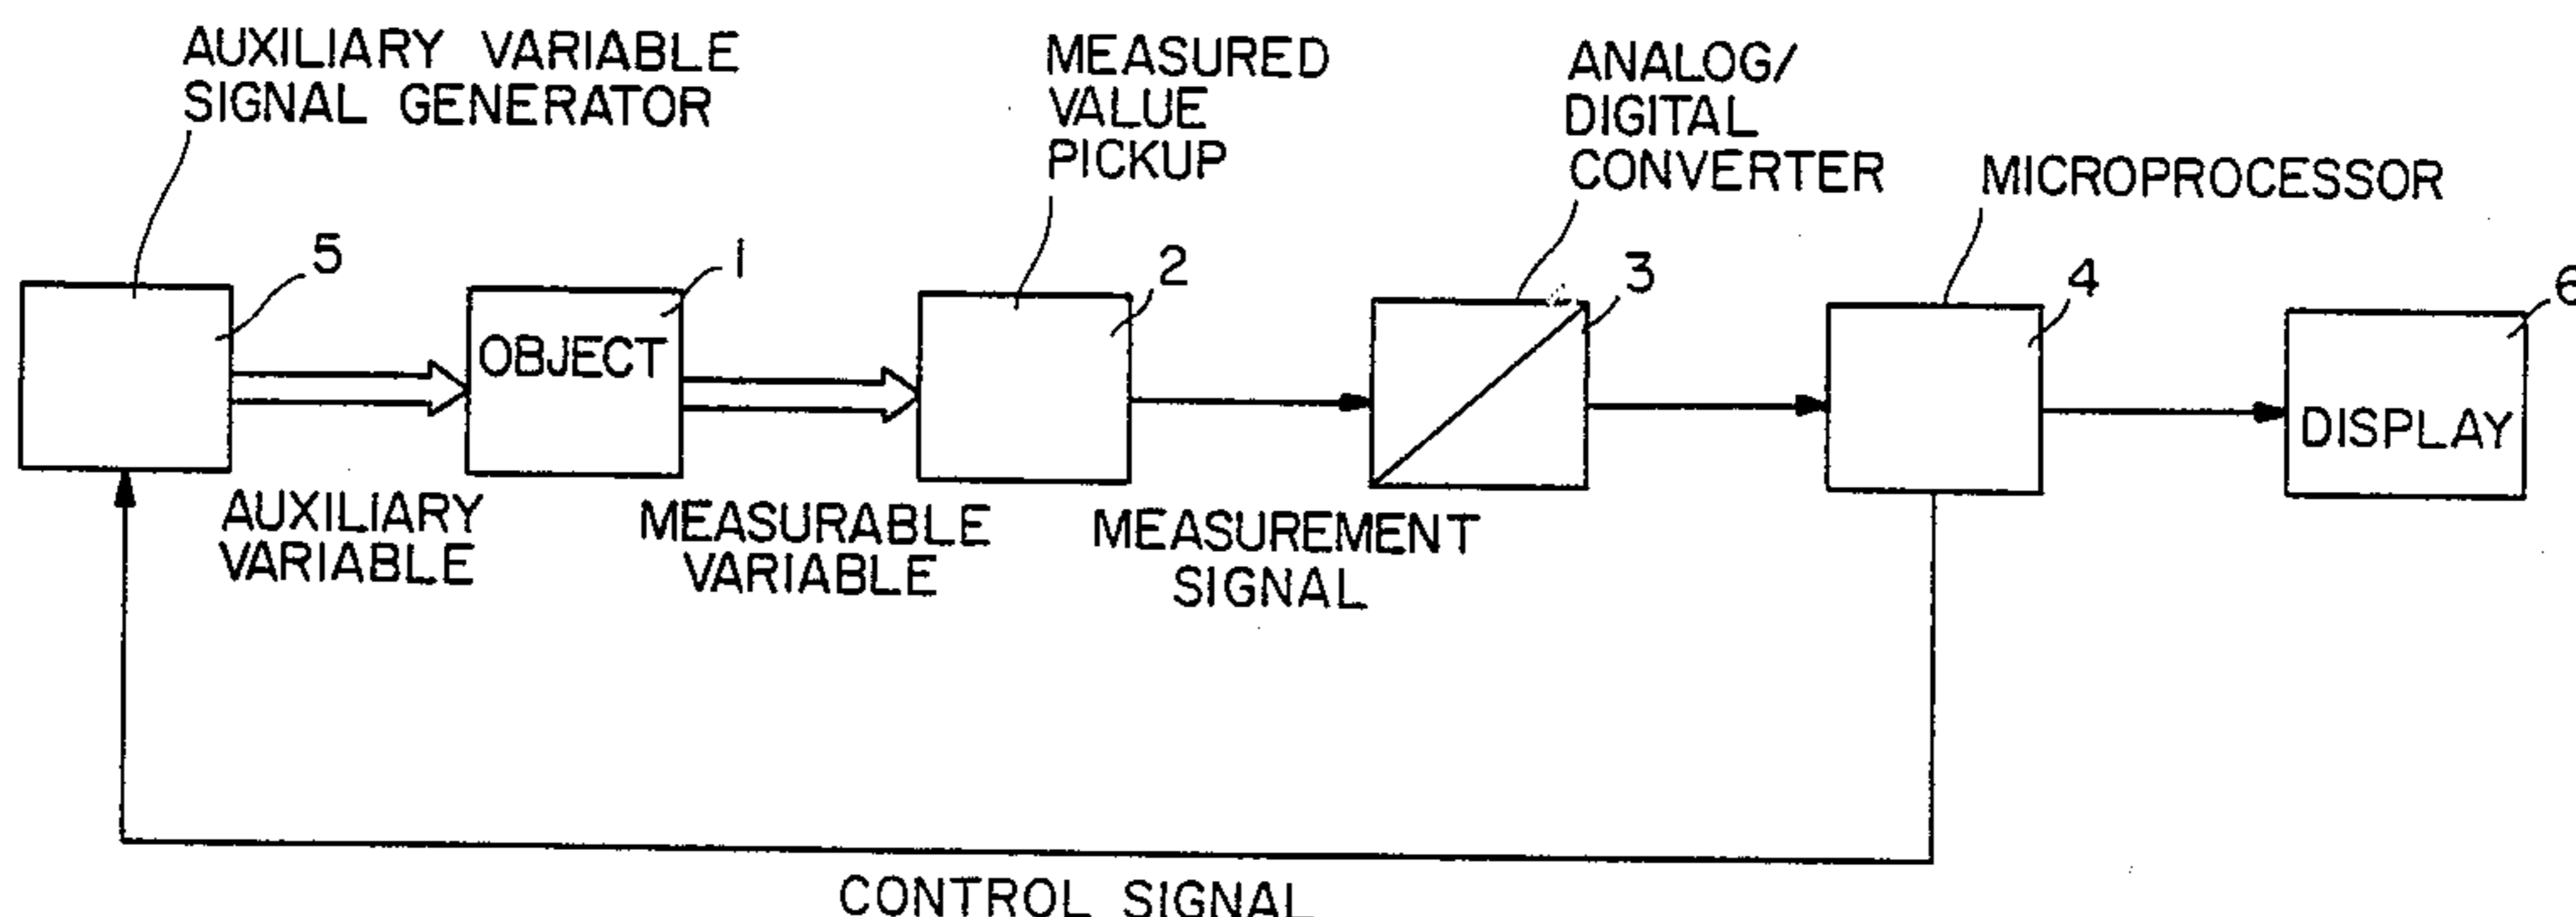 AUXILIARY VARIABLE
SIGNAL GENERATOR
MEASURED
VALUE
PICKUP
ANALOG/
DIGITAL
CONVERTER
MICROPROCESSOR
5
1
2
3
4
6
OBJECT
DISPLAY
AUXILIARY
VARIABLE
MEASURABLE
VARIABLE
MEASUREMENT
SIGNAL
CONTROL SIGNAL